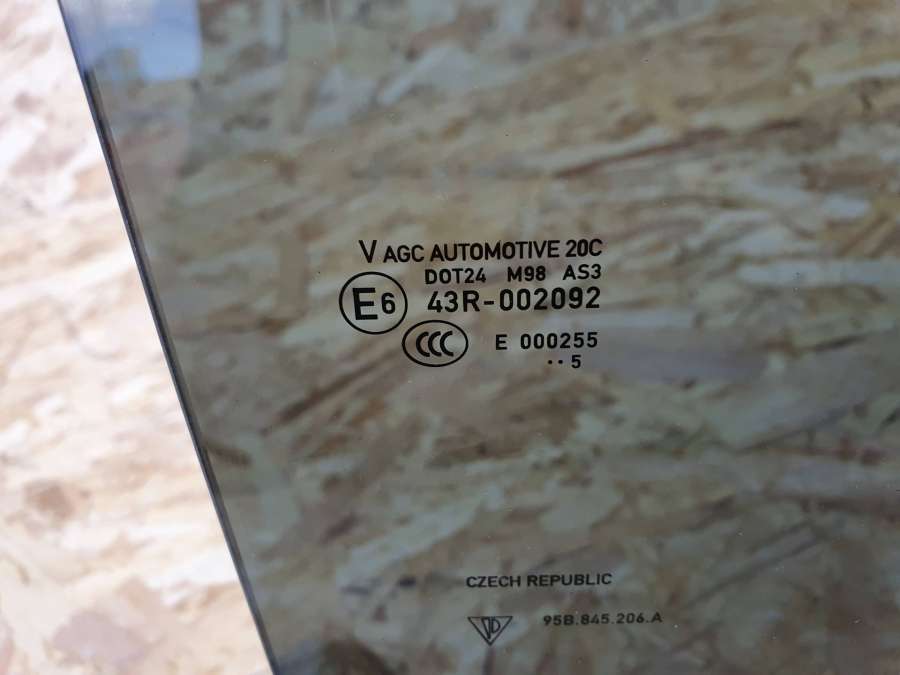 V AGC AUTOMOTIVE 20C
DOT24 M98 AS3
E6 43R-002092
CCC E 000255
·· 5
CZECH REPUBLIC
95B.845.206.A